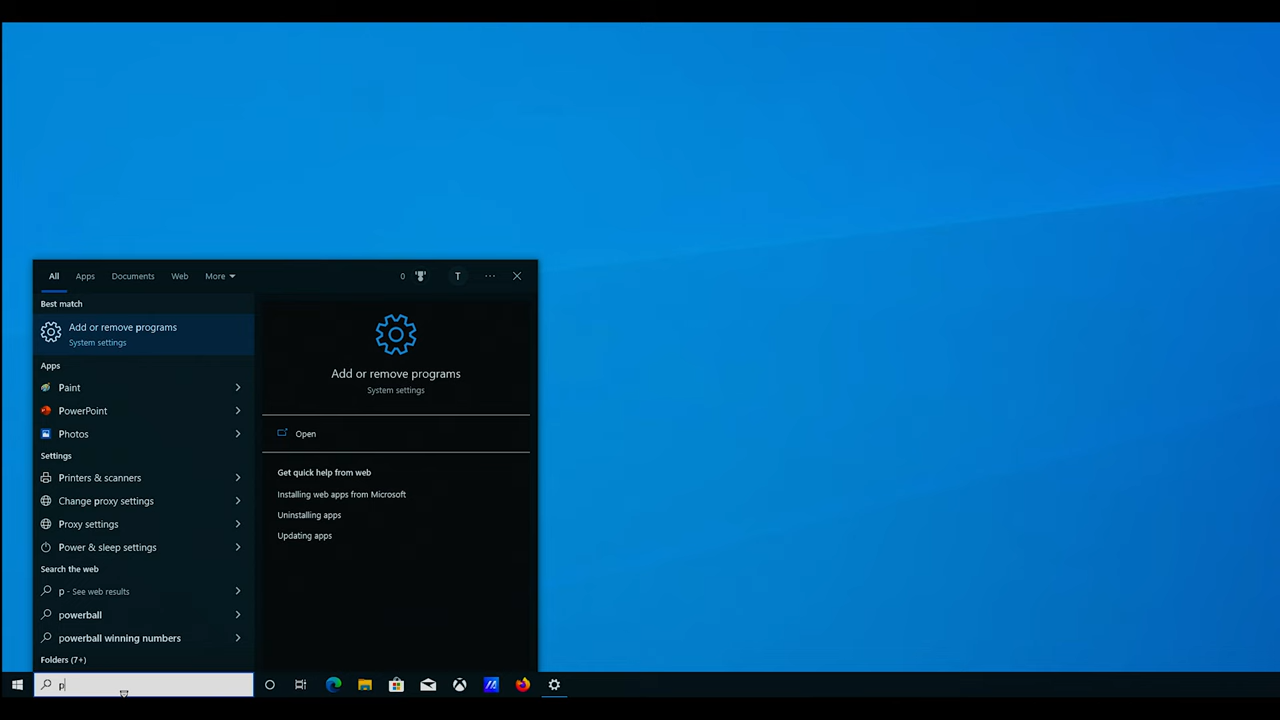 All Apps Documents Web More 0 T ··· 
Best match
Add or remove programs
System settings
Apps
Paint
PowerPoint
Photos
Settings
Printers & scanners
Change proxy settings
Proxy settings
Power & sleep settings
Search the web
p - See web results
powerball
powerball winning numbers
Folders (7+)
p
Add or remove programs
System settings
Open
Get quick help from web
Installing web apps from Microsoft
Uninstalling apps
Updating apps